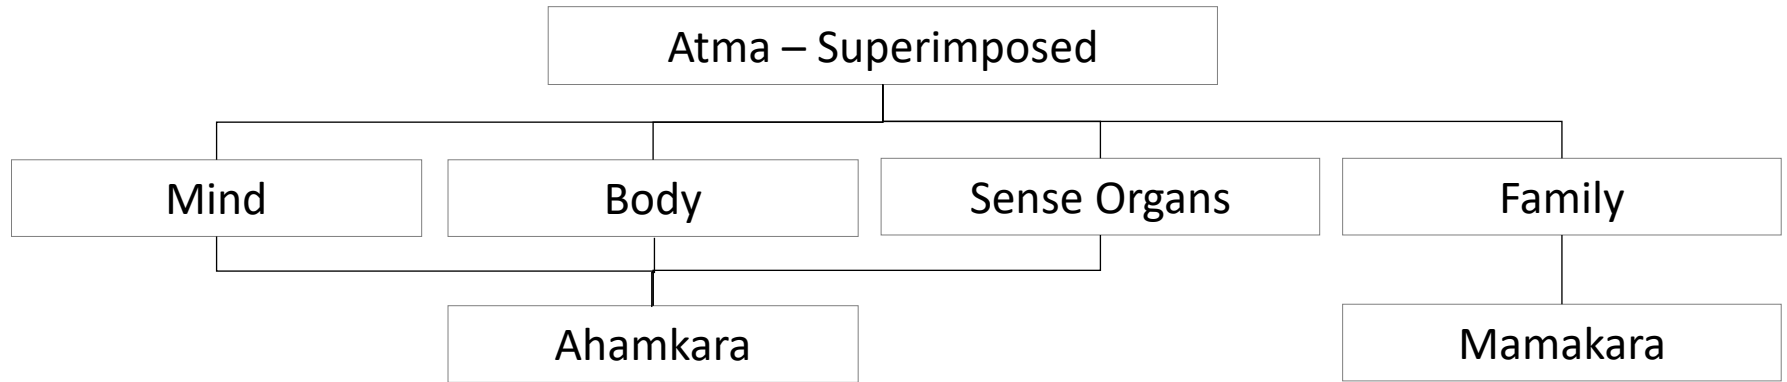 Atma – Superimposed
Mind
Body
Sense Organs
Family
Ahamkara
Mamakara